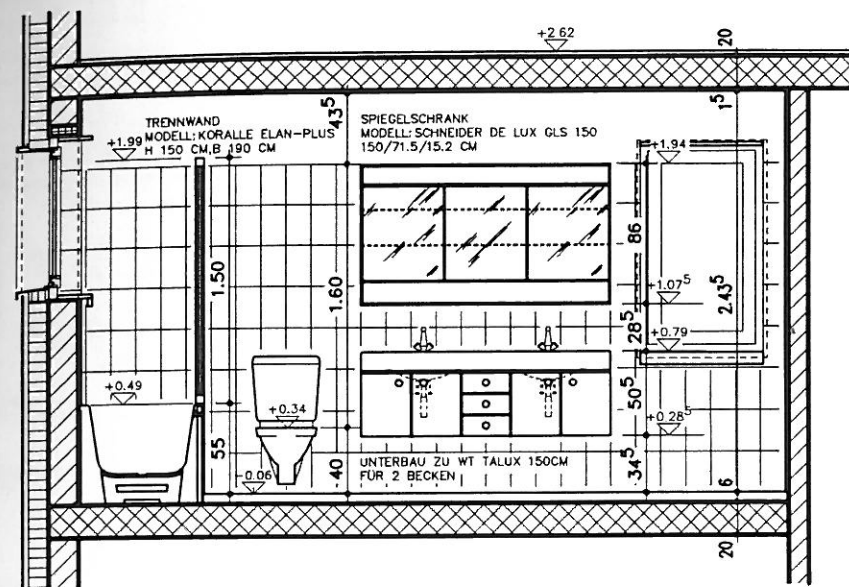 +2.62
20
TRENNWAND
MODELL: KORALLE ELAN-PLUS
H 150 CM, B 190 CM
SPIEGELSCHRANK
MODELL: SCHNEIDER DE LUX GLS 150
150/71.5/15.2 CM
43⁵
1⁵
+1.99
+1.94
86
1.50
1.60
+1.07⁵
2.43⁵
28⁵
+0.79
+0.49
50⁵
+0.34
+0.28⁵
55
40
34⁵
-0.06
UNTERBAU ZU WT TALUX 150CM
FÜR 2 BECKEN
6
20